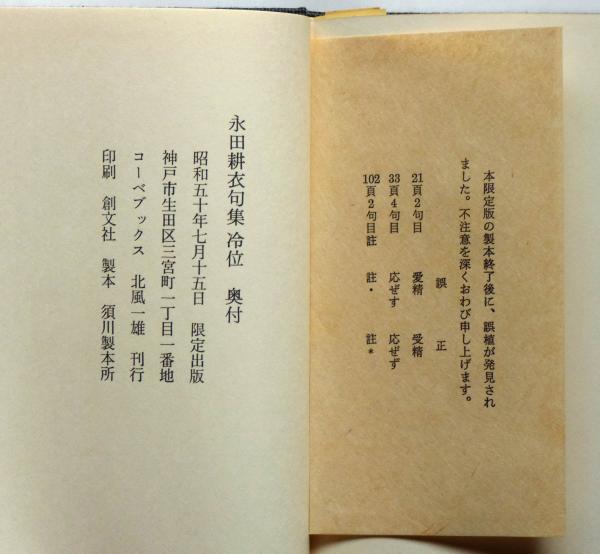 本限定版の製本終了後に、誤植が発見され
ました。不注意を深くおわび申し上げます。
誤 正
21頁2句目 愛精 受精
33頁4句目 応ぜす 応ぜず
102頁2句目註 註・ 註*
永田耕衣句集 冷位 奥付
昭和五十年七月十五日 限定出版
神戸市生田区三宮町一丁目一番地
コーベブックス 北風一雄 刊行
印刷 創文社 製本 須川製本所